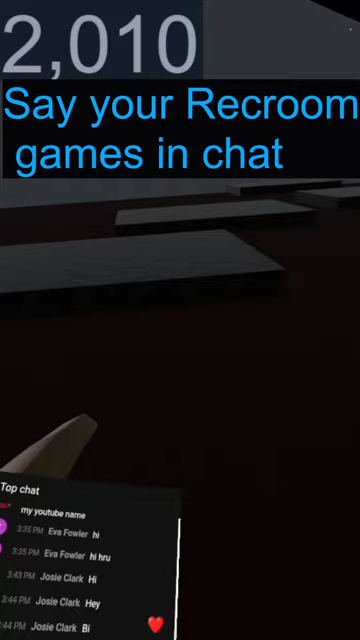 2,010
Say your Recroom
games in chat
Top chat
my youtube name
3:35 PM Eva Fowler hi
3:35 PM Eva Fowler hi hru
3:43 PM Josie Clark Hi
3:44 PM Josie Clark Hey
:44 PM Josie Clark Bi